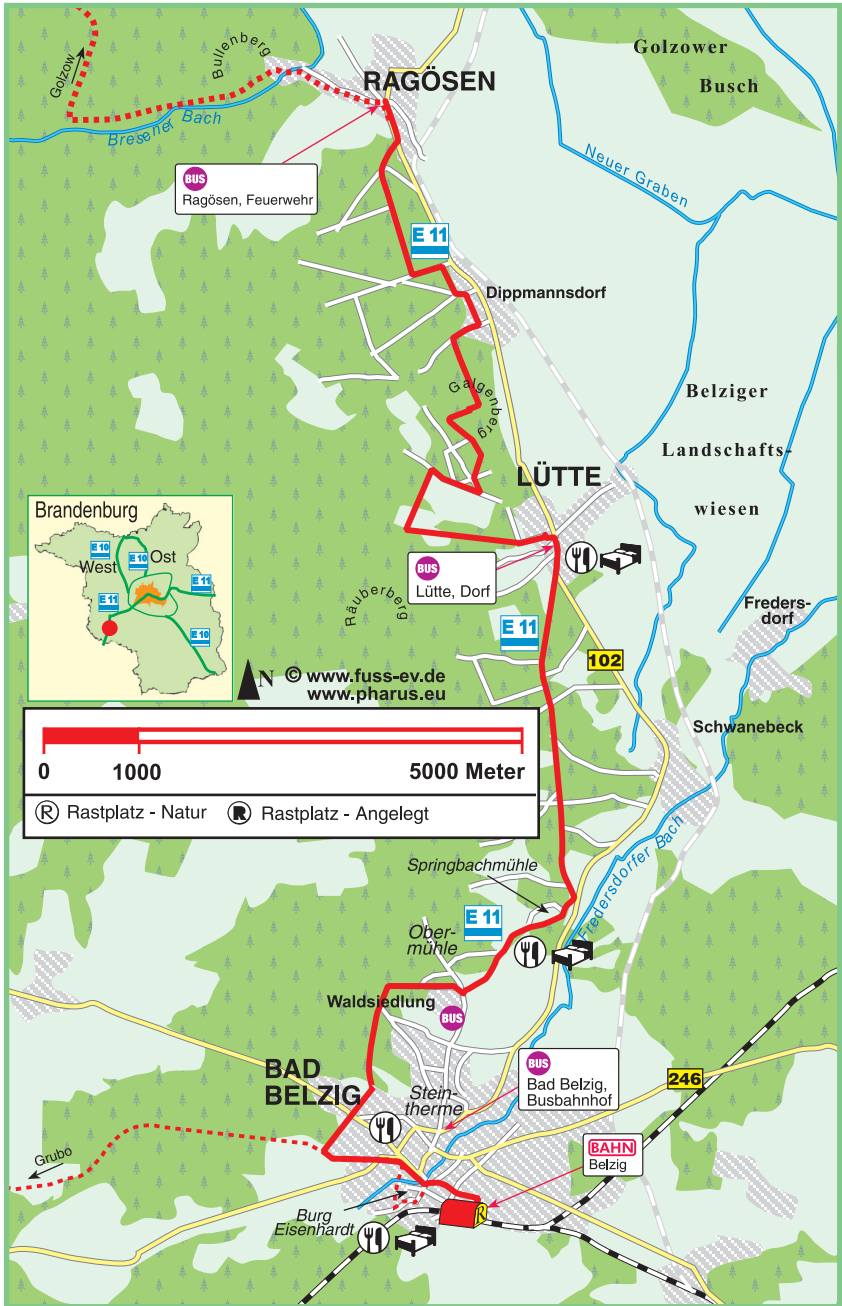 Golzow
Bullenberg
RAGÖSEN
Golzower
Busch
Bresener Bach
Neuer Graben
BUS
Ragösen, Feuerwehr
E 11
Dippmannsdorf
Galgenberg
Belziger
Landschafts-
wiesen
LÜTTE
Brandenburg
E 10
West
E 10
Ost
E 11
E 11
E 10
BUS
Lütte, Dorf
Räuberberg
E 11
Freders-
dorf
102
N © www.fuss-ev.de
www.pharus.eu
Schwanebeck
0 1000 5000 Meter
R Rastplatz - Natur R Rastplatz - Angelegt
Fredersdorfer Bach
Springbachmühle
E 11
Ober-
mühle
Waldsiedlung
BUS
BAD
BELZIG
Stein-
therme
BUS
Bad Belzig,
Busbahnhof
246
BAHN
Belzig
Grubo
Burg
Eisenhardt
R